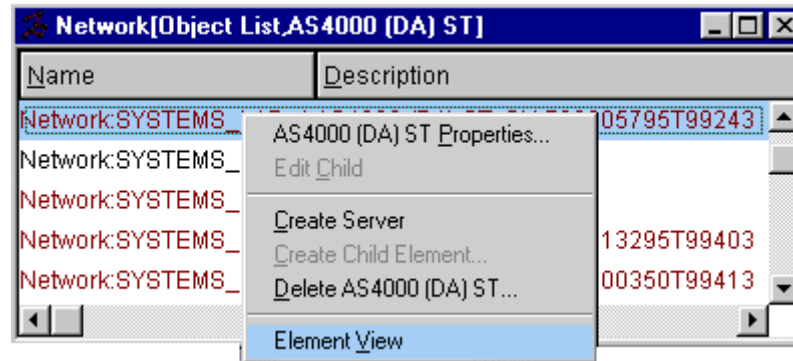 Network[Object List,AS4000 (DA) ST]
Name Description
Network:SYSTEMS_ 05795T99243
AS4000 (DA) ST Properties...
Network:SYSTEMS_
Edit Child
Network:SYSTEMS_
Create Server
Network:SYSTEMS_ 13295T99403
Create Child Element...
Network:SYSTEMS_ 00350T99413
Delete AS4000 (DA) ST...
Element View